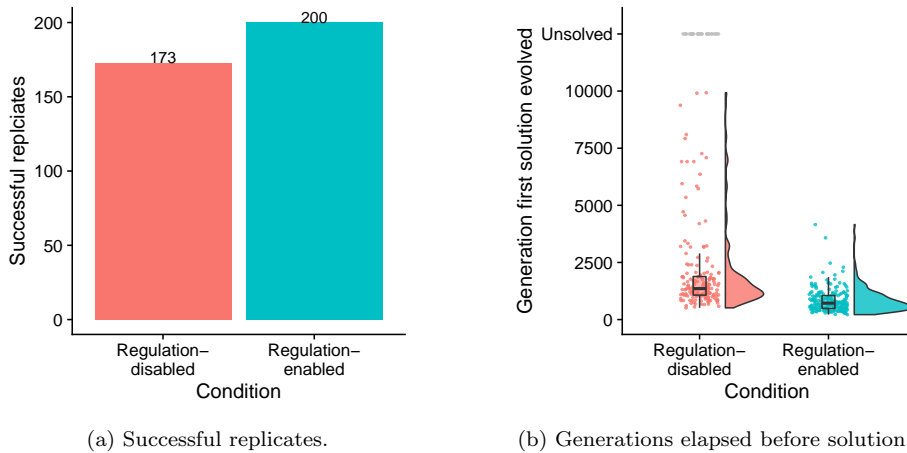 200
150
100
50
0
Successful replciates
173
200
Regulation−
disabled
Regulation−
enabled
Condition
(a) Successful replicates.
Unsolved
10000
7500
5000
2500
0
Generation first solution evolved
Regulation−
disabled
Regulation−
enabled
Condition
(b) Generations elapsed before solution